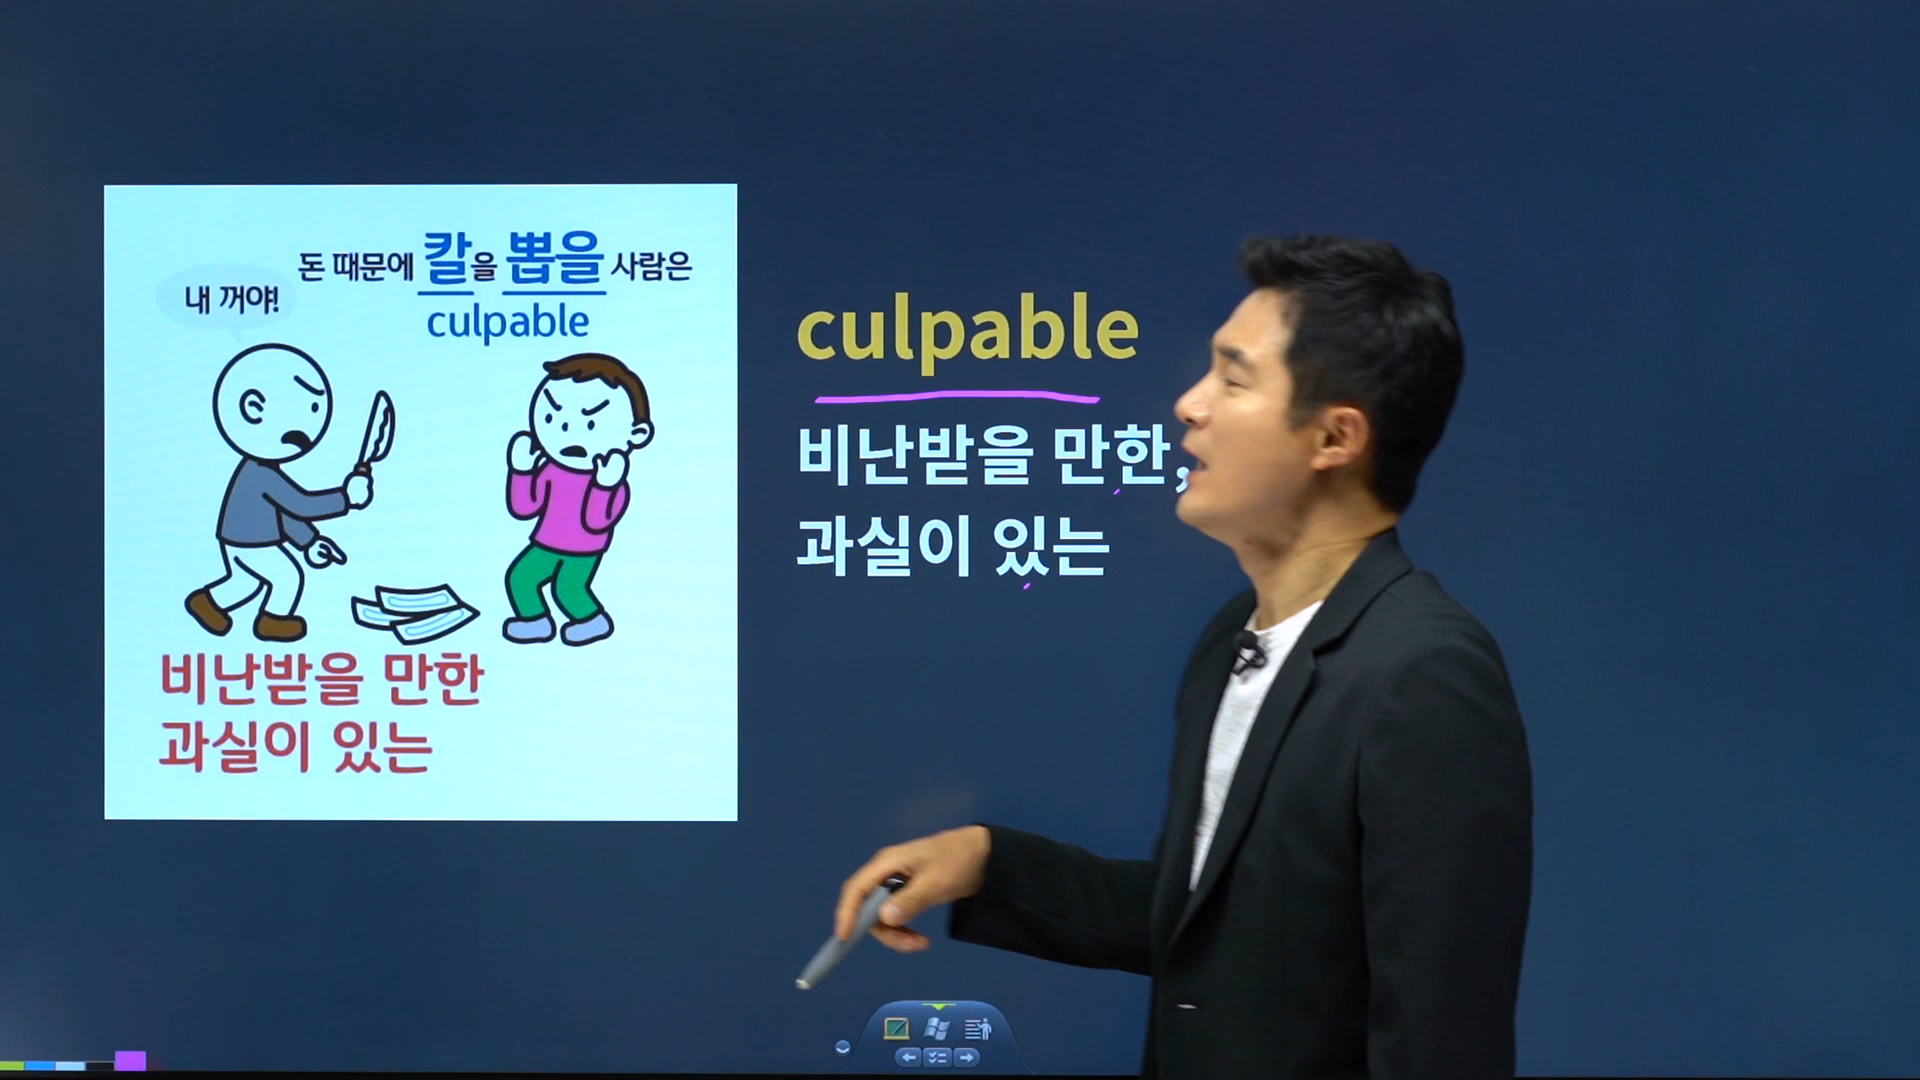 돈 때문에 칼을 뽑을 사람은
culpable
내 꺼야!
비난받을 만한
과실이 있는
culpable
비난받을 만한,
과실이 있는